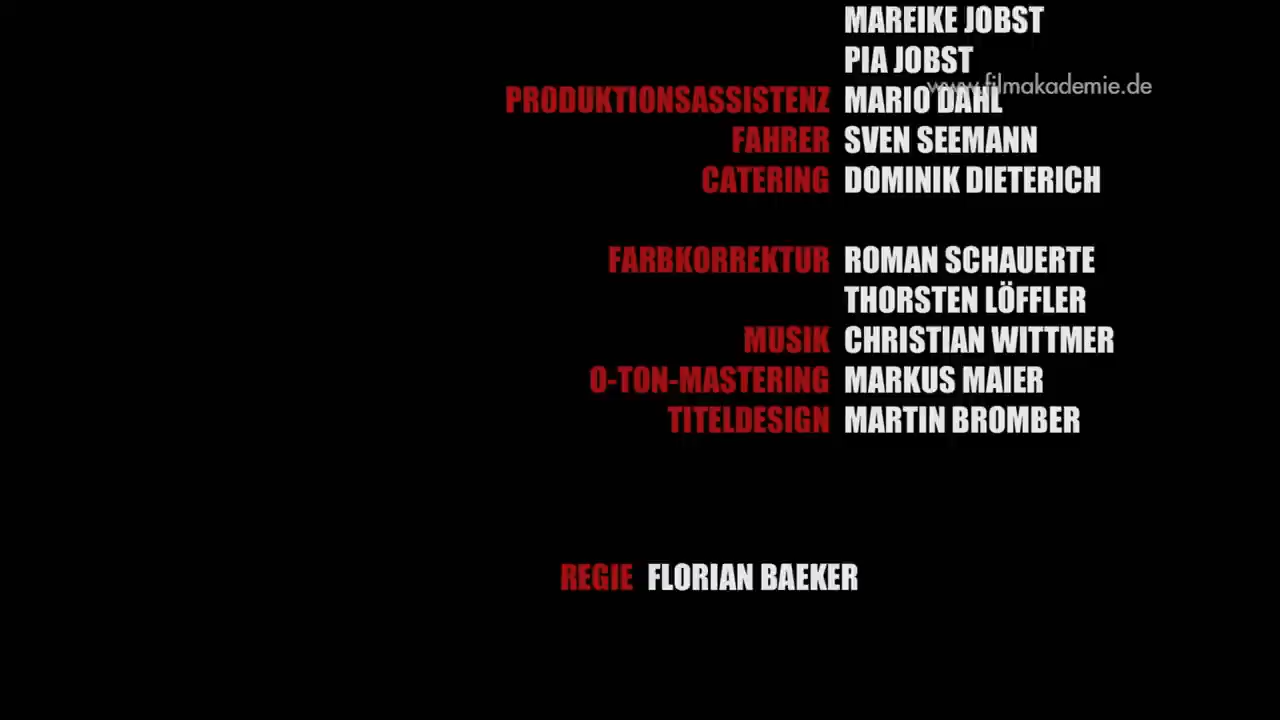 MAREIKE JOBST
PIA JOBST
www.filmakademie.de
PRODUKTIONSASSISTENZ MARIO DAHL
FAHRER SVEN SEEMANN
CATERING DOMINIK DIETERICH
FARBKORREKTUR ROMAN SCHAUERTE
THORSTEN LÖFFLER
MUSIK CHRISTIAN WITTMER
O-TON-MASTERING MARKUS MAIER
TITELDESIGN MARTIN BROMBER
REGIE FLORIAN BAEKER